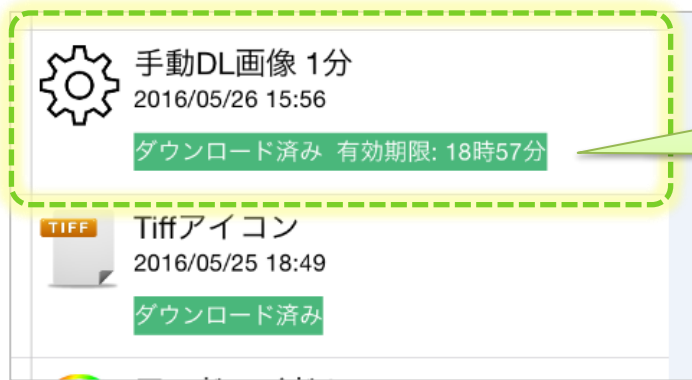 手動DL画像 1分
2016/05/26 15:56
ダウンロード済み 有効期限: 18時57分
TIFF
Tiffアイコン
2016/05/25 18:49
ダウンロード済み